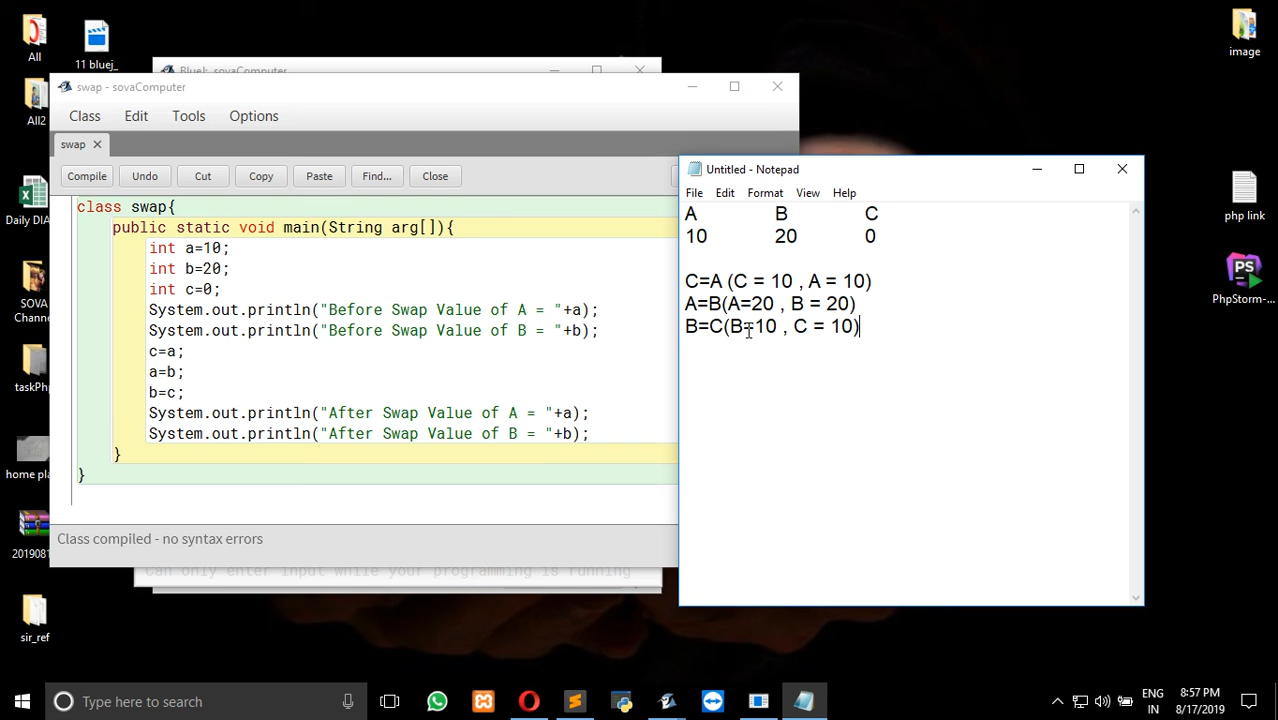 All
11 bluej_
image
All2
Daily DIA
SOVA
Channe
taskPh
home pla
2019081
sir_ref
php link
PhpStorm-...
BlueJ: sovaComputer
swap - sovaComputer
Class Edit Tools Options
swap ×
Compile Undo Cut Copy Paste Find... Close
class swap{
public static void main(String arg[]){
int a=10;
int b=20;
int c=0;
System.out.println("Before Swap Value of A = "+a);
System.out.println("Before Swap Value of B = "+b);
c=a;
a=b;
b=c;
System.out.println("After Swap Value of A = "+a);
System.out.println("After Swap Value of B = "+b);
}
}
Class compiled - no syntax errors
Can only enter input while your programming is running
Untitled - Notepad
File Edit Format View Help
A B C
10 20 0
C=A (C = 10 , A = 10)
A=B(A=20 , B = 20)
B=C(B=10 , C = 10)
Type here to search
ENG
IN
8:57 PM
8/17/2019